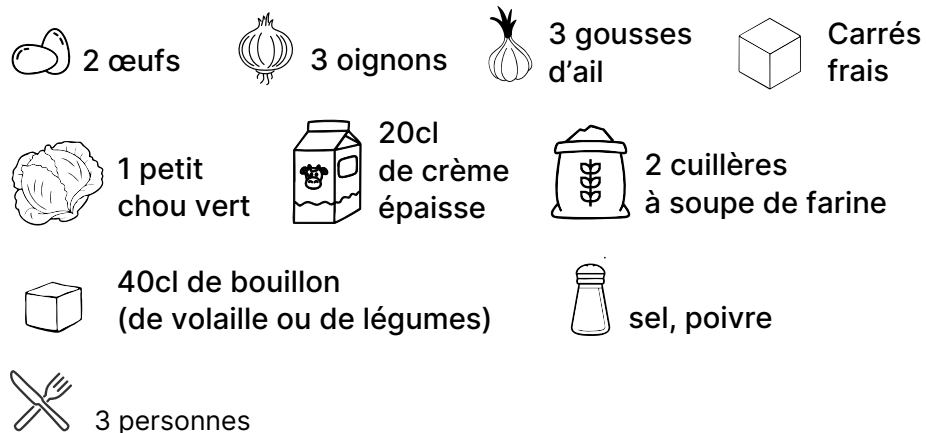 2 œufs
3 oignons
3 gousses
d’ail
Carrés
frais
1 petit
chou vert
20cl
de crème
épaisse
2 cuillères
à soupe de farine
40cl de bouillon
(de volaille ou de légumes)
sel, poivre
3 personnes